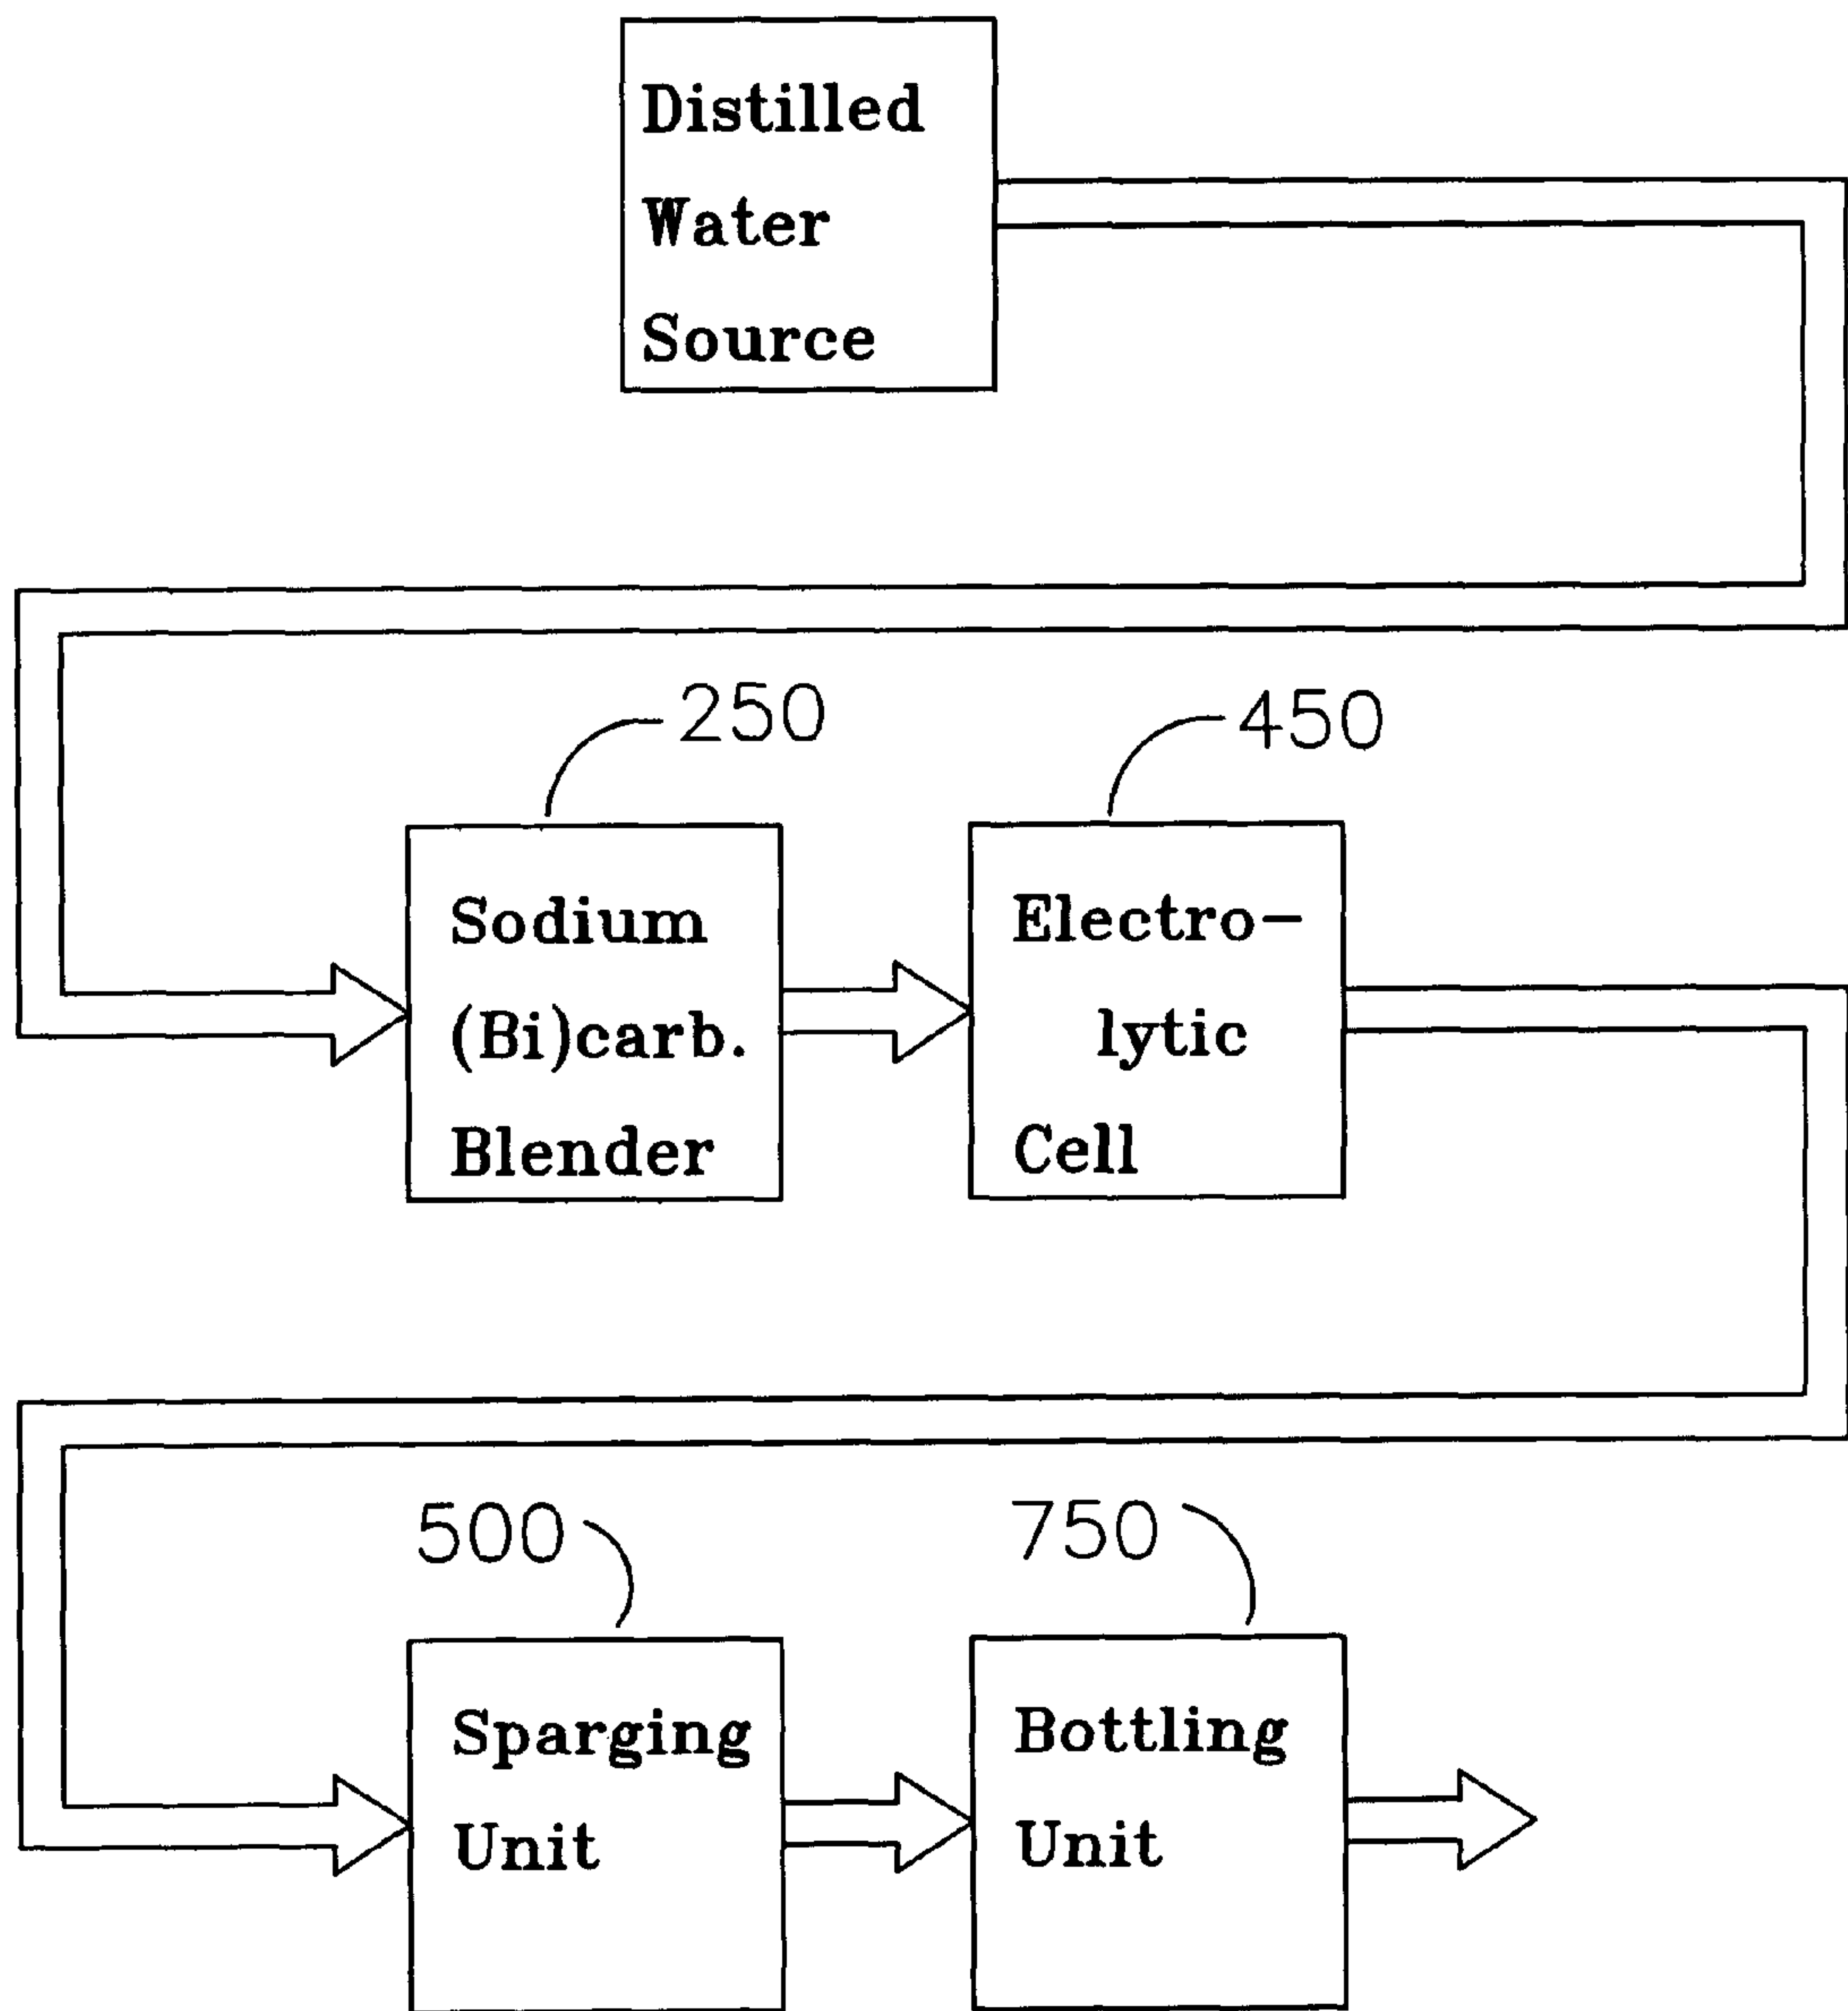 Distilled
Water
Source
250
450
Sodium
(Bi)carb.
Blender
Electro-
lytic
Cell
500
750
Sparging
Unit
Bottling
Unit